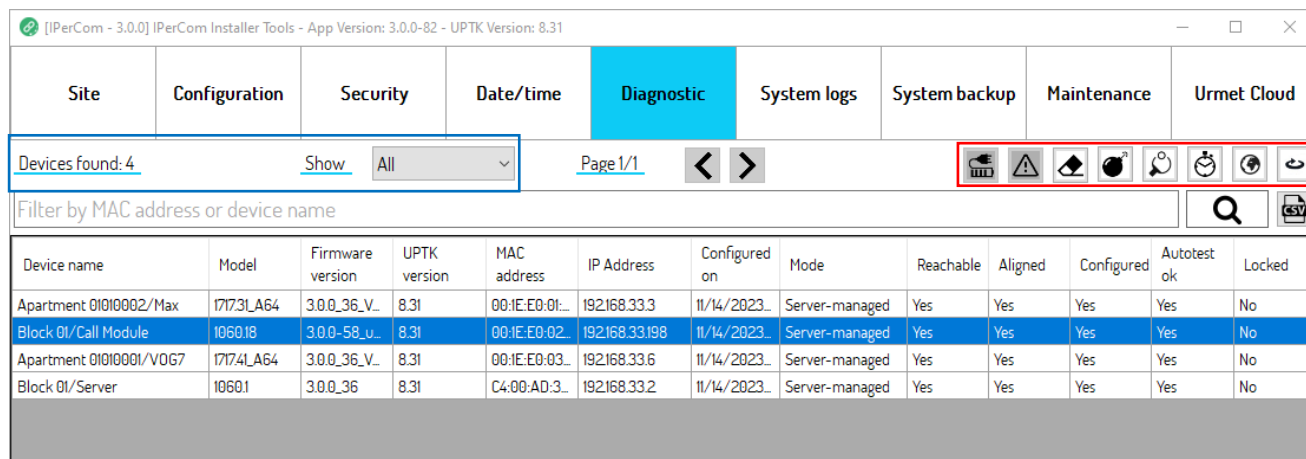 [IPerCom - 3.0.0] IPerCom Installer Tools - App Version: 3.0.0-82 - UPTK Version: 8.31
Site Configuration Security Date/time Diagnostic System logs System backup Maintenance Urmet Cloud
Devices found: 4 Show All Page 1/1
Filter by MAC address or device name CSV
Device name Model Firmware version UPTK version MAC address IP Address Configured on Mode Reachable Aligned Configured Autotest ok Locked
Apartment 01010002/Max 1717.31_A64 3.0.0_36_V... 8.31 00:1E:E0:01:... 192.168.33.3 11/14/2023... Server-managed Yes Yes Yes Yes No
Block 01/Call Module 1060.18 3.0.0-58_u... 8.31 00:1E:E0:02... 192.168.33.198 11/14/2023... Server-managed Yes Yes Yes Yes No
Apartment 01010001/VOG7 1717.41_A64 3.0.0_36_V... 8.31 00:1E:E0:03... 192.168.33.6 11/14/2023... Server-managed Yes Yes Yes Yes No
Block 01/Server 1060.1 3.0.0_36 8.31 C4:00:AD:3... 192.168.33.2 11/14/2023... Server-managed Yes Yes Yes Yes No